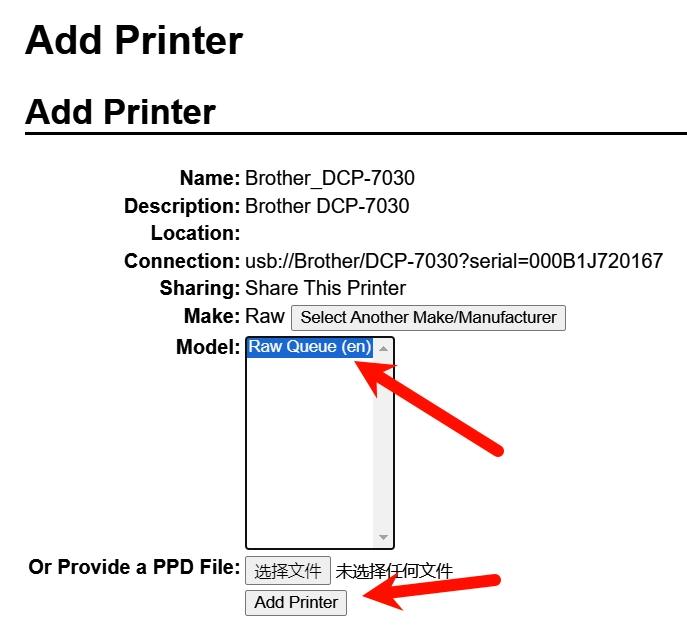 Add Printer
Add Printer
Name: Brother_DCP-7030
Description: Brother DCP-7030
Location:
Connection: usb://Brother/DCP-7030?serial=000B1J720167
Sharing: Share This Printer
Make: Raw Select Another Make/Manufacturer
Model: Raw Queue (en)
Or Provide a PPD File: 选择文件 未选择任何文件
Add Printer